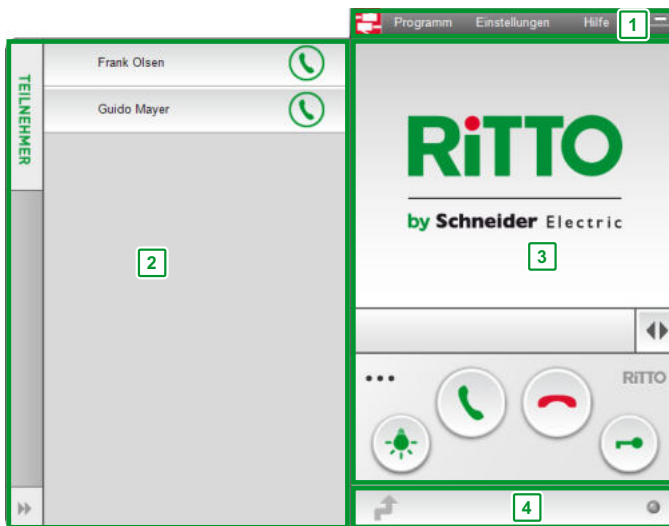 Programm Einstellungen Hilfe 1
TEILNEHMER
Frank Olsen
Guido Mayer
2
RiTTO
by Schneider Electric
3
RiTTO
4